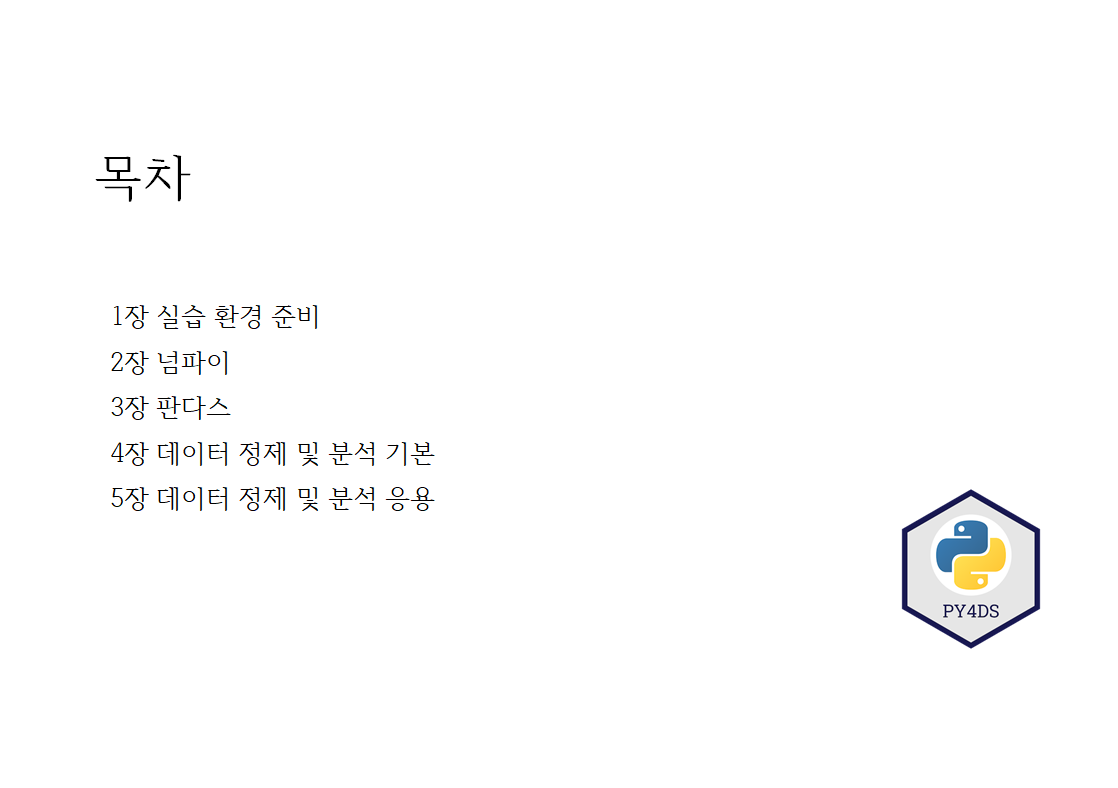 목차
1장 실습 환경 준비
2장 넘파이
3장 판다스
4장 데이터 정제 및 분석 기본
5장 데이터 정제 및 분석 응용
PY4DS